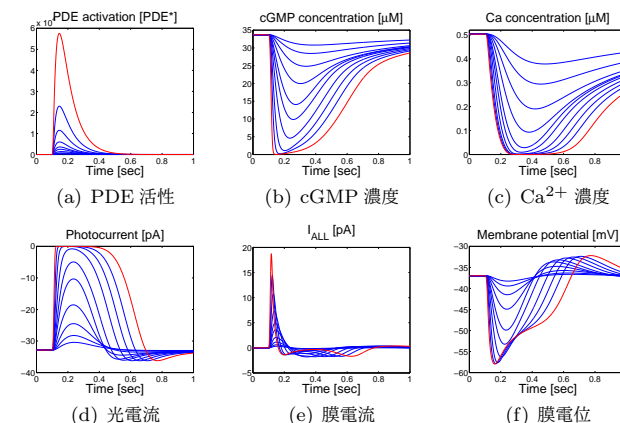 PDE activation [PDE*]
6 x 10
5
4
3
2
1
0
0 0.2 0.4 0.6 0.8 1
Time [sec]
(a) PDE 活性
cGMP concentration [μM]
35
30
25
20
15
10
5
0
0 0.2 0.4 0.6 0.8 1
Time [sec]
(b) cGMP 濃度
Ca concentration [μM]
0.5
0.4
0.3
0.2
0.1
0
0 0.2 0.4 0.6 0.8
Time [sec]
(c) Ca2+ 濃度
Photocurrent [pA]
0
−10
−20
−30
−40
0 0.2 0.4 0.6 0.8 1
Time [sec]
(d) 光電流
IALL [pA]
20
15
10
5
0
−5
0 0.2 0.4 0.6 0.8 1
Time [sec]
(e) 膜電流
Membrane potential [mV]
−30
−35
−40
−45
−50
−55
−60
0 0.2 0.4 0.6 0.8
Time [sec]
(f) 膜電位